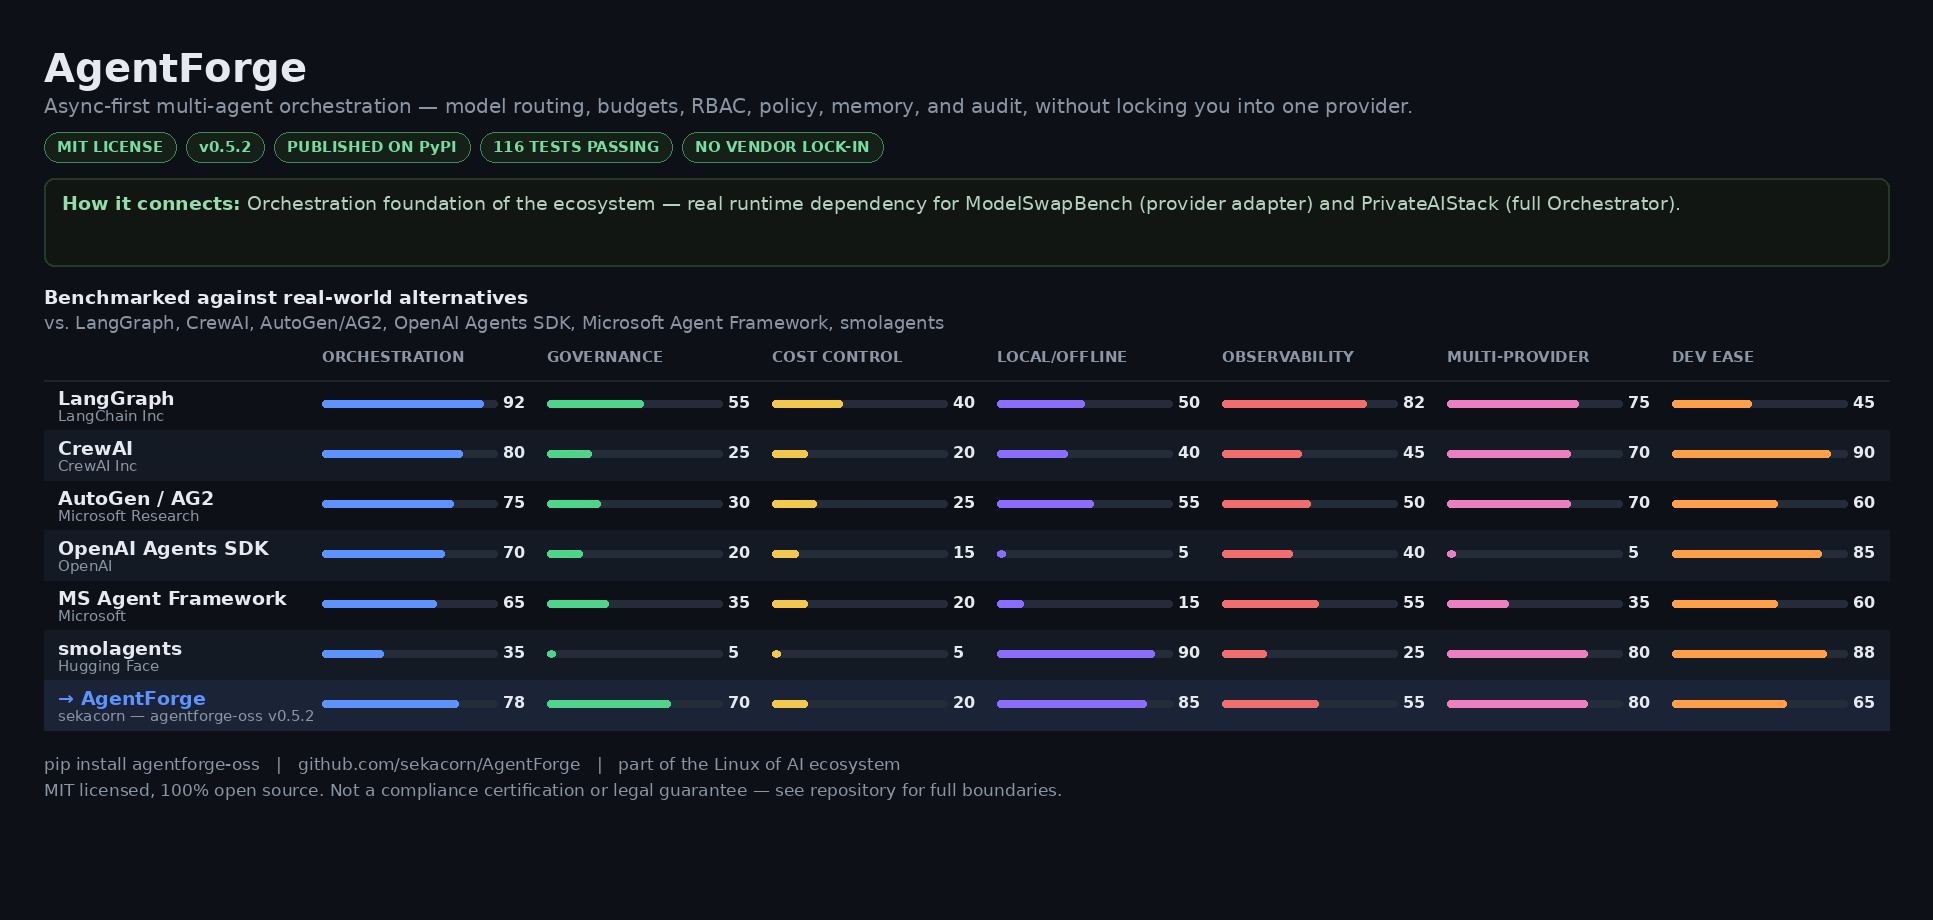 AgentForge
Async-first multi-agent orchestration — model routing, budgets, RBAC, policy, memory, and audit, without locking you into one provider.
MIT LICENSE v0.5.2 PUBLISHED ON PyPI 116 TESTS PASSING NO VENDOR LOCK-IN
How it connects: Orchestration foundation of the ecosystem — real runtime dependency for ModelSwapBench (provider adapter) and PrivateAIStack (full Orchestrator).
Benchmarked against real-world alternatives
vs. LangGraph, CrewAI, AutoGen/AG2, OpenAI Agents SDK, Microsoft Agent Framework, smolagents
ORCHESTRATION GOVERNANCE COST CONTROL LOCAL/OFFLINE OBSERVABILITY MULTI-PROVIDER DEV EASE
LangGraph 92 55 40 50 82 75 45
LangChain Inc
CrewAI 80 25 20 40 45 70 90
CrewAI Inc
AutoGen / AG2 75 30 25 55 50 70 60
Microsoft Research
OpenAI Agents SDK 70 20 15 5 40 5 85
OpenAI
MS Agent Framework 65 35 20 15 55 35 60
Microsoft
smolagents 35 5 5 90 25 80 88
Hugging Face
→ AgentForge 78 70 20 85 55 80 65
sekacorn — agentforge-oss v0.5.2
pip install agentforge-oss | github.com/sekacorn/AgentForge | part of the Linux of AI ecosystem
MIT licensed, 100% open source. Not a compliance certification or legal guarantee — see repository for full boundaries.